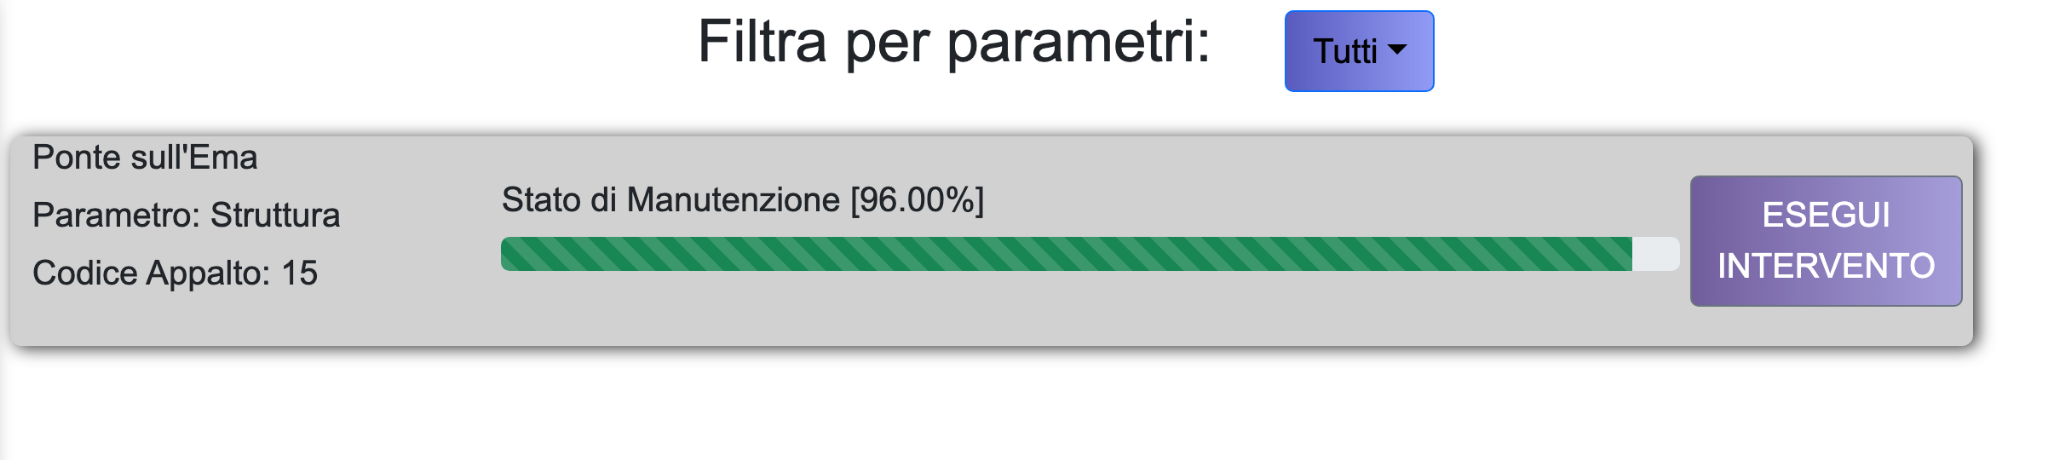 Filtra per parametri:
Tutti
Ponte sull'Ema
Parametro: Struttura
Codice Appalto: 15
Stato di Manutenzione [96.00%]
ESEGUI
INTERVENTO